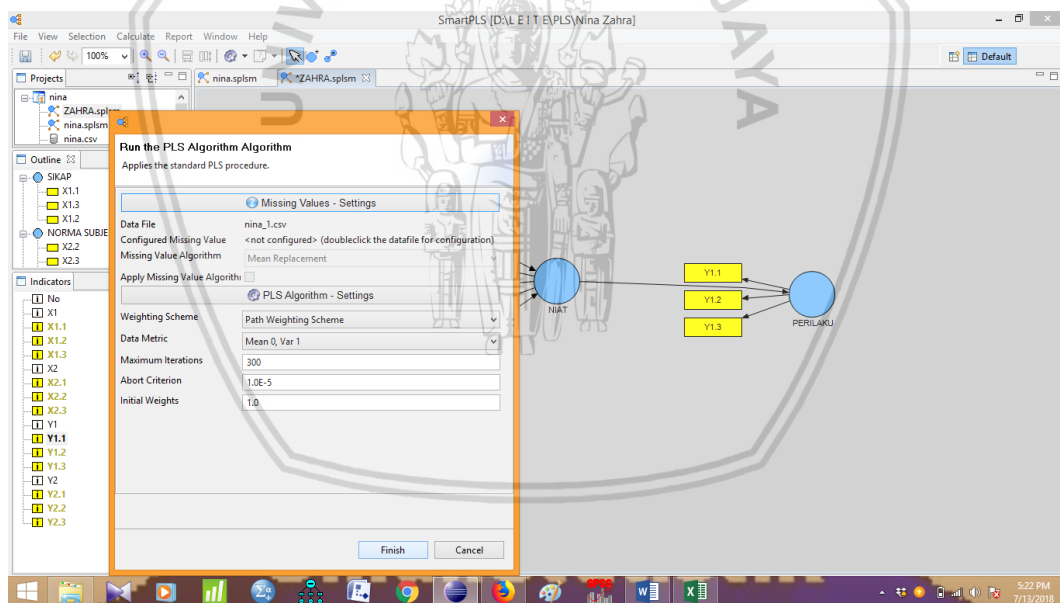 SmartPLS [D:\L E ! T E\PLS\Nina Zahra]
File View Selection Calculate Report Window Help
100%
Default
Projects
nina.splsm
*ZAHRA.splsm
nina
ZAHRA.splsm
nina.splsm
nina.csv
Outline
SIKAP
X1.1
X1.3
X1.2
NORMA SUBJE
X2.2
X2.3
Indicators
No
X1
X1.1
X1.2
X1.3
X2
X2.1
X2.2
X2.3
Y1
Y1.1
Y1.2
Y1.3
Y2
Y2.1
Y2.2
Y2.3
Run the PLS Algorithm Algorithm
Applies the standard PLS procedure.
Missing Values - Settings
Data File nina_1.csv
Configured Missing Value <not configured> (doubleclick the datafile for configuration)
Missing Value Algorithm Mean Replacement
Apply Missing Value Algorithm
PLS Algorithm - Settings
Weighting Scheme Path Weighting Scheme
Data Metric Mean 0, Var 1
Maximum Iterations 300
Abort Criterion 1.0E-5
Initial Weights 1.0
Finish Cancel
NIAT
Y1.1
Y1.2
Y1.3
PERILAKU
UNI
JAYA
SPSS
5:22 PM
7/13/2018